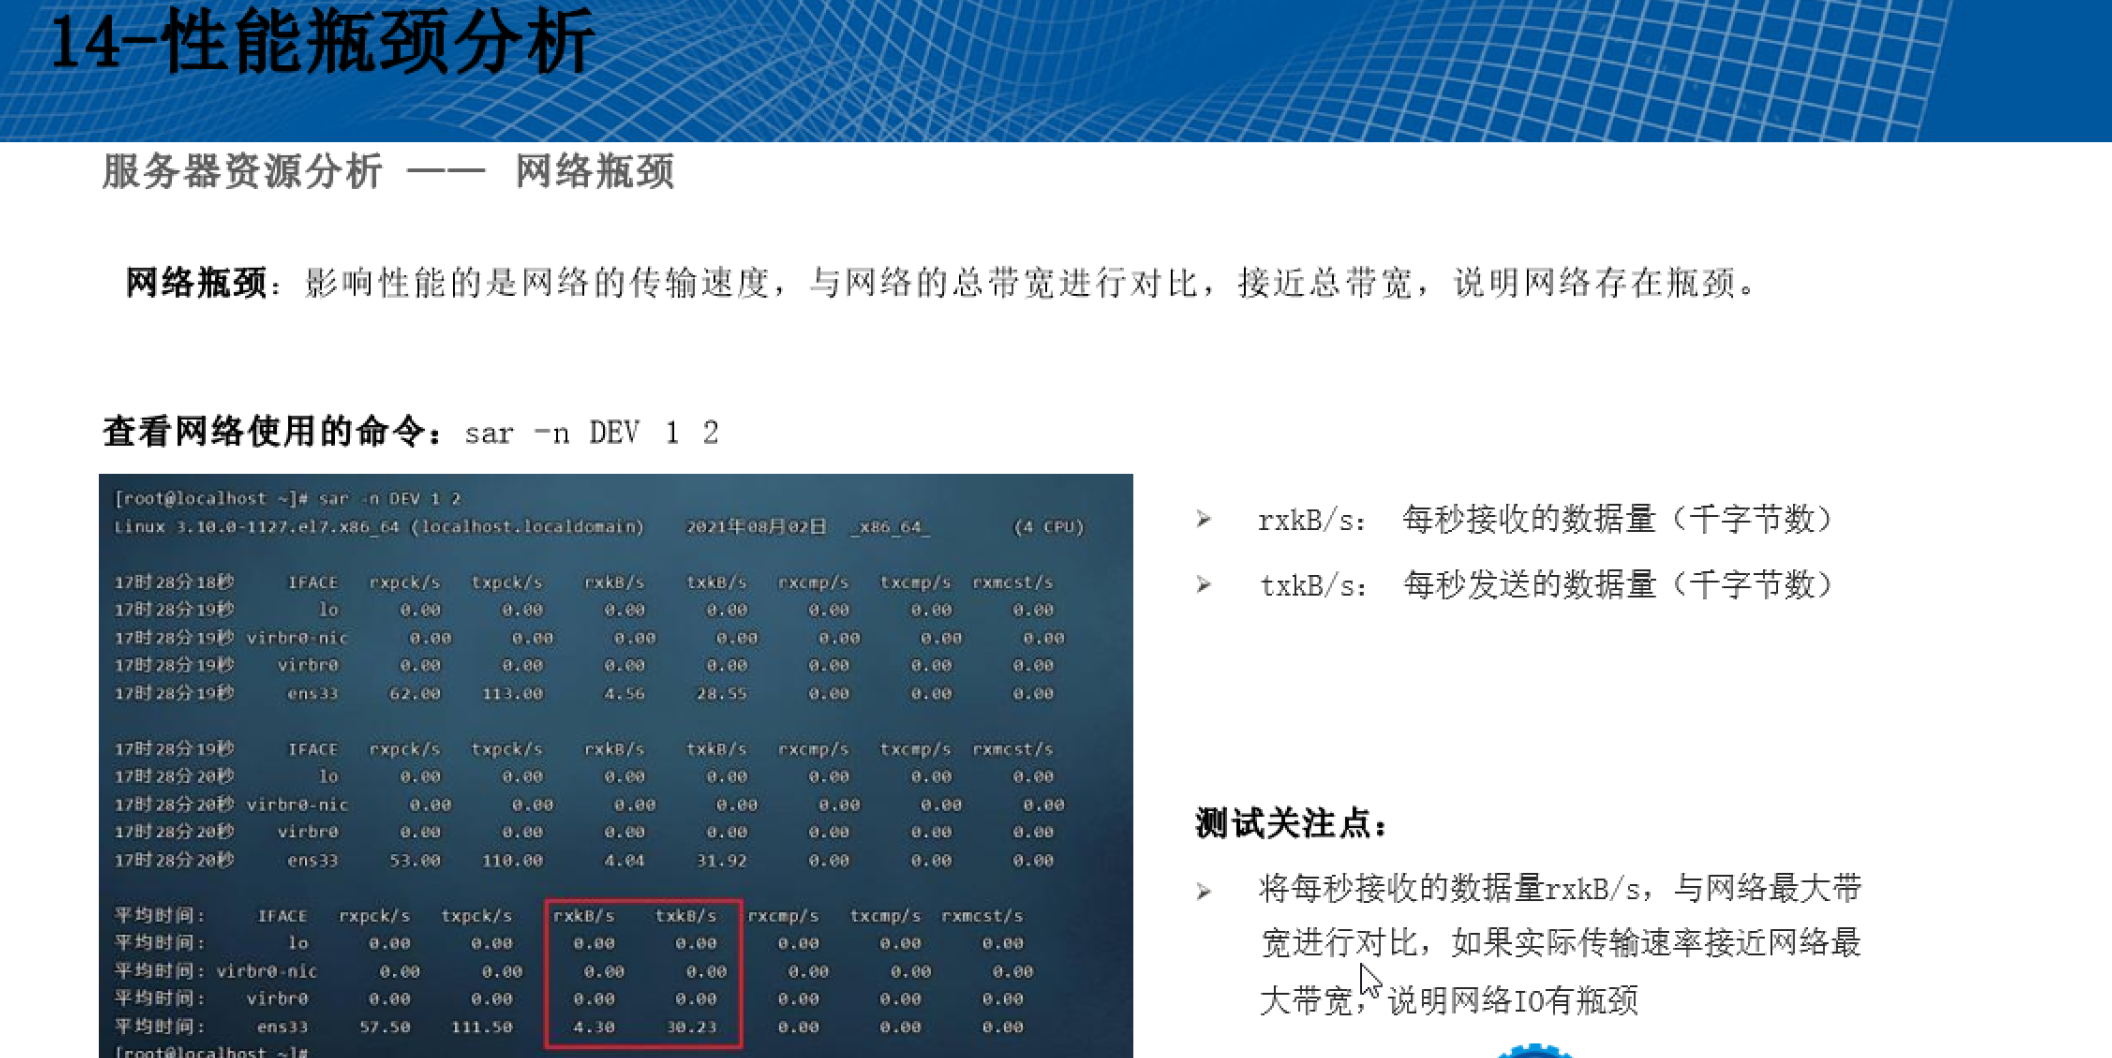 14-性能瓶颈分析
服务器资源分析 —— 网络瓶颈
网络瓶颈：影响性能的是网络的传输速度，与网络的总带宽进行对比，接近总带宽，说明网络存在瓶颈。
查看网络使用的命令：sar -n DEV 1 2
[root@localhost ~]# sar -n DEV 1 2
Linux 3.10.0-1127.el7.x86_64 (localhost.localdomain) 2021年08月02日 _x86_64_ (4 CPU)
17时28分18秒 IFACE rxpck/s txpck/s rxkB/s txkB/s rxcmp/s txcmp/s rxmcst/s
17时28分19秒 lo 0.00 0.00 0.00 0.00 0.00 0.00 0.00
17时28分19秒 virbr0-nic 0.00 0.00 0.00 0.00 0.00 0.00 0.00
17时28分19秒 virbr0 0.00 0.00 0.00 0.00 0.00 0.00 0.00
17时28分19秒 ens33 62.00 113.00 4.56 28.55 0.00 0.00 0.00
17时28分19秒 IFACE rxpck/s txpck/s rxkB/s txkB/s rxcmp/s txcmp/s rxmcst/s
17时28分20秒 lo 0.00 0.00 0.00 0.00 0.00 0.00 0.00
17时28分20秒 virbr0-nic 0.00 0.00 0.00 0.00 0.00 0.00 0.00
17时28分20秒 virbr0 0.00 0.00 0.00 0.00 0.00 0.00 0.00
17时28分20秒 ens33 53.00 110.00 4.04 31.92 0.00 0.00 0.00
平均时间: IFACE rxpck/s txpck/s rxkB/s txkB/s rxcmp/s txcmp/s rxmcst/s
平均时间: lo 0.00 0.00 0.00 0.00 0.00 0.00 0.00
平均时间: virbr0-nic 0.00 0.00 0.00 0.00 0.00 0.00 0.00
平均时间: virbr0 0.00 0.00 0.00 0.00 0.00 0.00 0.00
平均时间: ens33 57.50 111.50 4.30 30.23 0.00 0.00 0.00
[root@localhost ~]#
➢ rxkB/s： 每秒接收的数据量（千字节数）
➢ txkB/s： 每秒发送的数据量（千字节数）
测试关注点：
➢ 将每秒接收的数据量rxkB/s，与网络最大带
宽进行对比，如果实际传输速率接近网络最
大带宽，说明网络IO有瓶颈